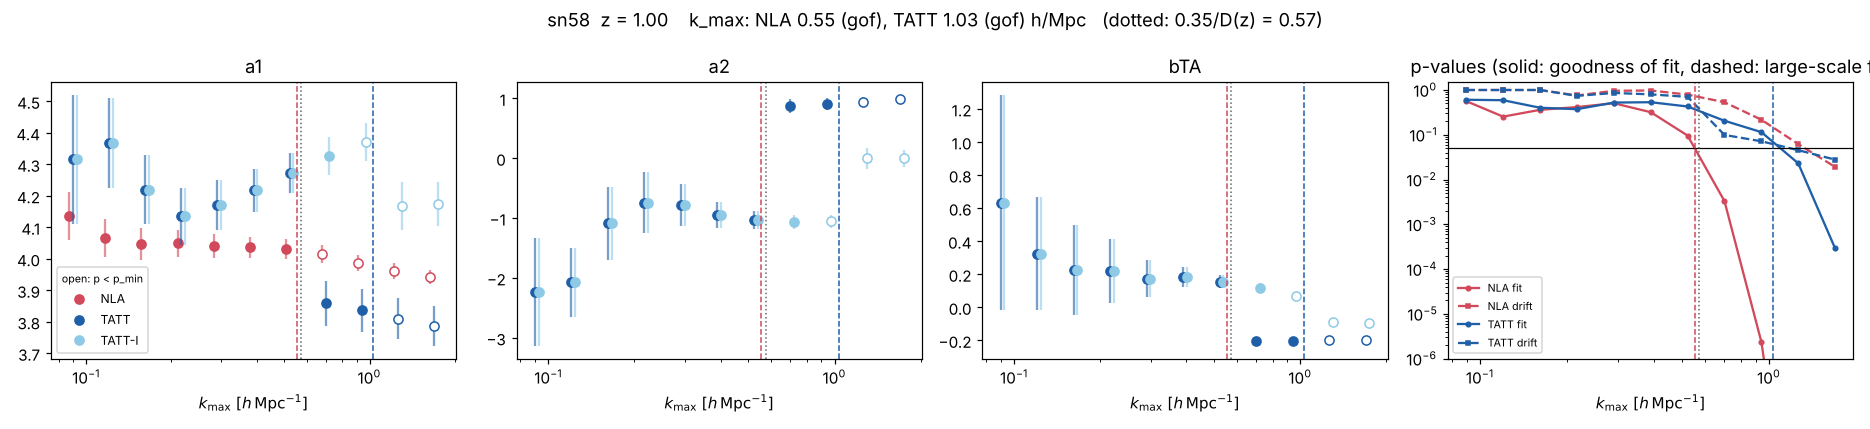 sn58 z = 1.00 k_max: NLA 0.55 (gof), TATT 1.03 (gof) h/Mpc (dotted: 0.35/D(z) = 0.57)
a1
4.5
4.4
4.3
4.2
4.1
4.0
3.9
3.8
3.7
open: p < p_min
NLA
TATT
TATT-I
10⁻¹
10⁰
k_max [h Mpc⁻¹]
a2
1
0
−1
−2
−3
10⁻¹
10⁰
k_max [h Mpc⁻¹]
bTA
1.2
1.0
0.8
0.6
0.4
0.2
0.0
−0.2
10⁻¹
10⁰
k_max [h Mpc⁻¹]
p-values (solid: goodness of fit, dashed: large-scale f
10⁰
10⁻¹
10⁻²
10⁻³
10⁻⁴
10⁻⁵
10⁻⁶
NLA fit
NLA drift
TATT fit
TATT drift
10⁻¹
10⁰
k_max [h Mpc⁻¹]